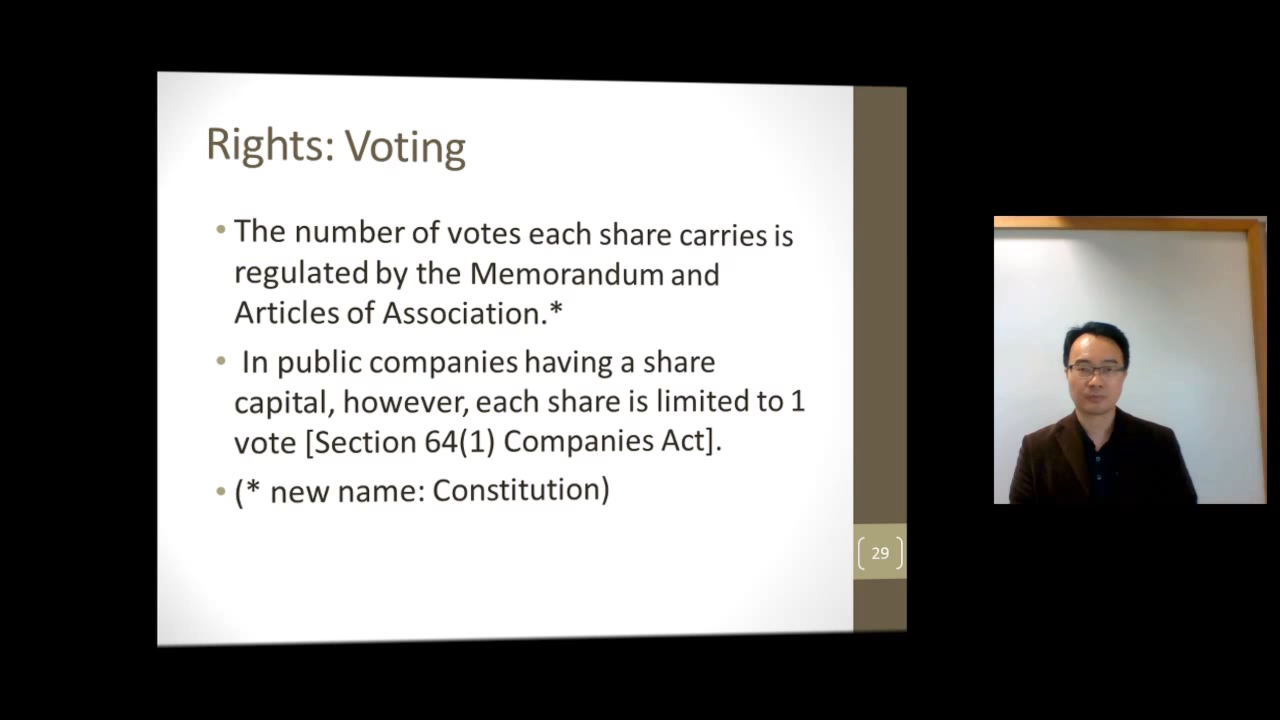 Rights: Voting
• The number of votes each share carries is
regulated by the Memorandum and
Articles of Association.*
• In public companies having a share
capital, however, each share is limited to 1
vote [Section 64(1) Companies Act].
• (* new name: Constitution)
29